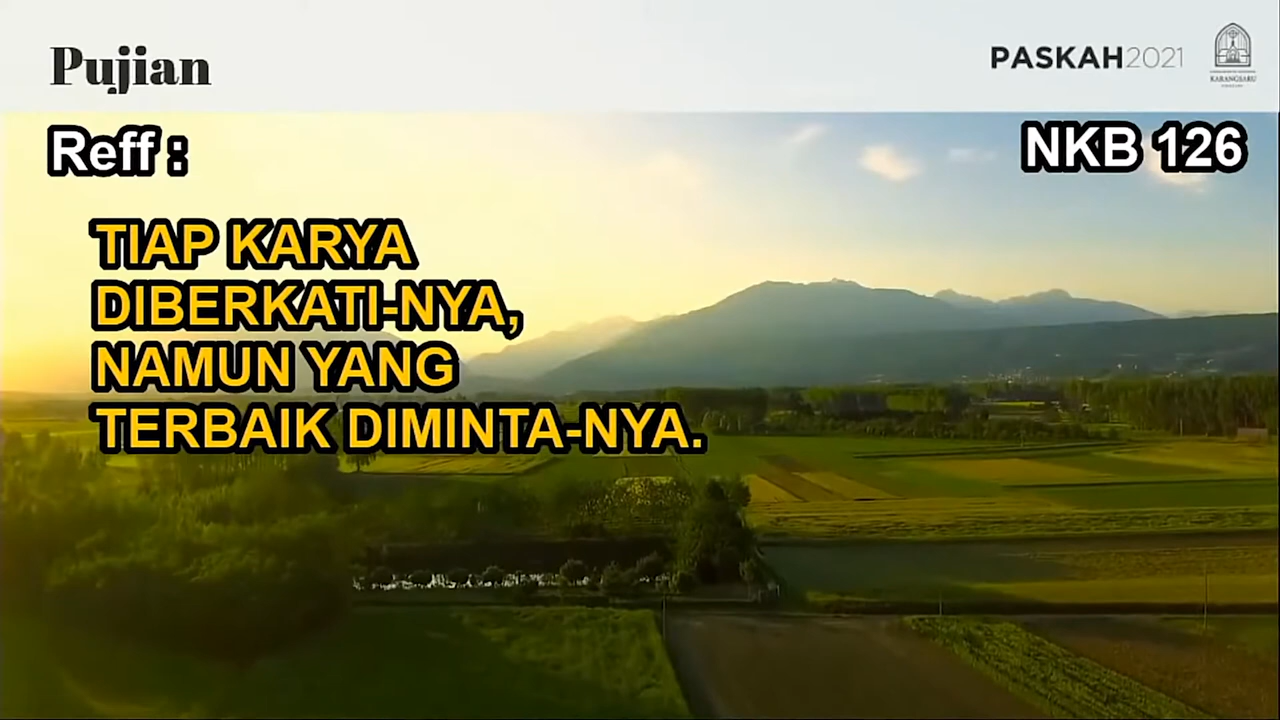 Pujian
PASKAH2021
KARANGSARU
Reff :
NKB 126
TIAP KARYA
DIBERKATI-NYA,
NAMUN YANG
TERBAIK DIMINTA-NYA.